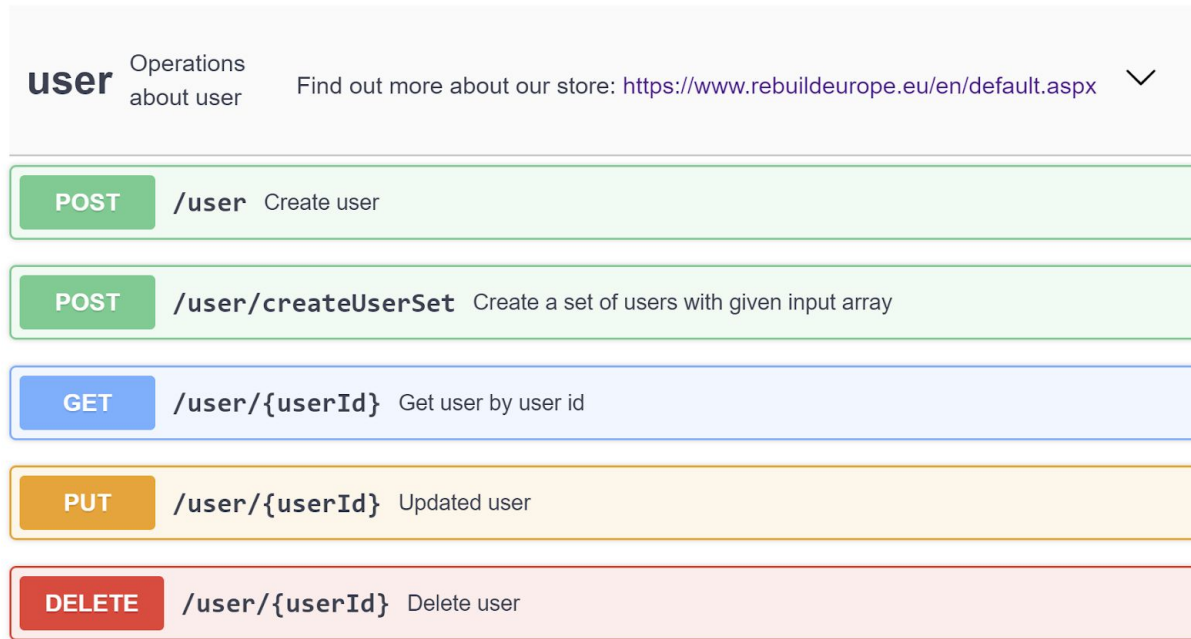 user Operations about user Find out more about our store: https://www.rebuildeurope.eu/en/default.aspx
POST /user Create user
POST /user/createUserSet Create a set of users with given input array
GET /user/{userId} Get user by user id
PUT /user/{userId} Updated user
DELETE /user/{userId} Delete user